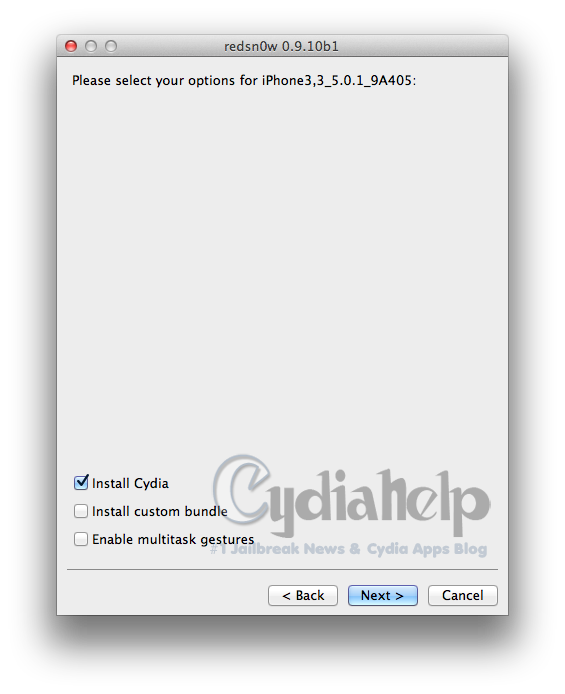 redsn0w 0.9.10b1
Please select your options for iPhone3,3_5.0.1_9A405:
Install Cydia
Cydiahelp
Install custom bundle
Enable multitask gestures
#1 Jailbreak News & Cydia Apps Blog
< Back
Next >
Cancel